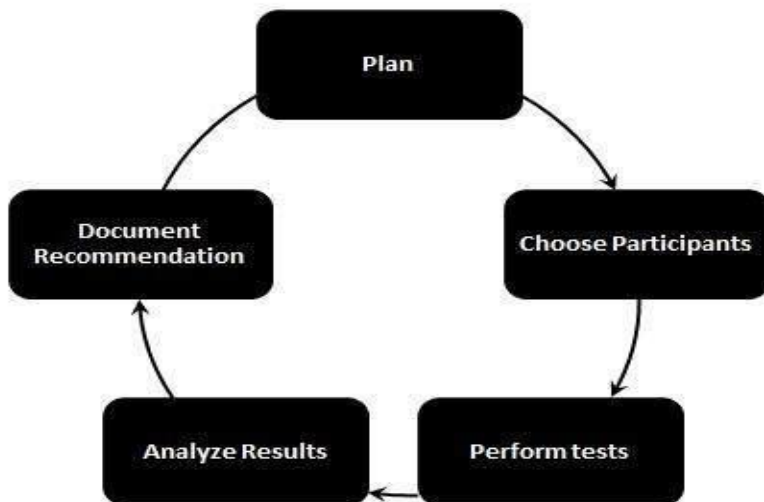 Plan
Choose Participants
Perform tests
Analyze Results
Document
Recommendation